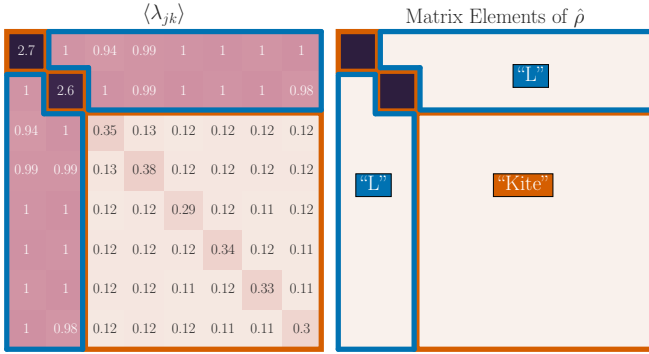 ⟨λ_jk⟩ Matrix Elements of ρ̂
2.7 1 0.94 0.99 1 1 1 1
1 2.6 1 0.99 1 1 1 0.98
0.94 1 0.35 0.13 0.12 0.12 0.12 0.12
0.99 0.99 0.13 0.38 0.12 0.12 0.12 0.12
1 1 0.12 0.12 0.29 0.12 0.11 0.12
1 1 0.12 0.12 0.12 0.34 0.12 0.11
1 1 0.12 0.12 0.11 0.12 0.33 0.11
1 0.98 0.12 0.12 0.12 0.11 0.11 0.3
“L”
“L” “Kite”